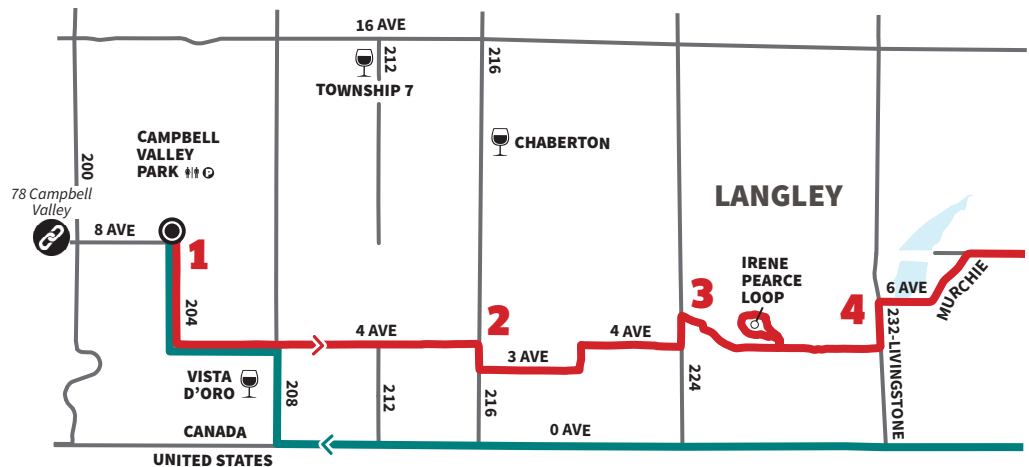 16 AVE
212
216
TOWNSHIP 7
CAMPBELL
VALLEY
PARK
P
CHABERTON
200
LANGLEY
78 Campbell
Valley
8 AVE
1
IRENE
PEARCE
LOOP
3
4
6 AVE
MURCHIE
204
2
4 AVE
4 AVE
3 AVE
232-LIVINGSTONE
VISTA
D'ORO
208
212
216
224
CANADA
0 AVE
UNITED STATES